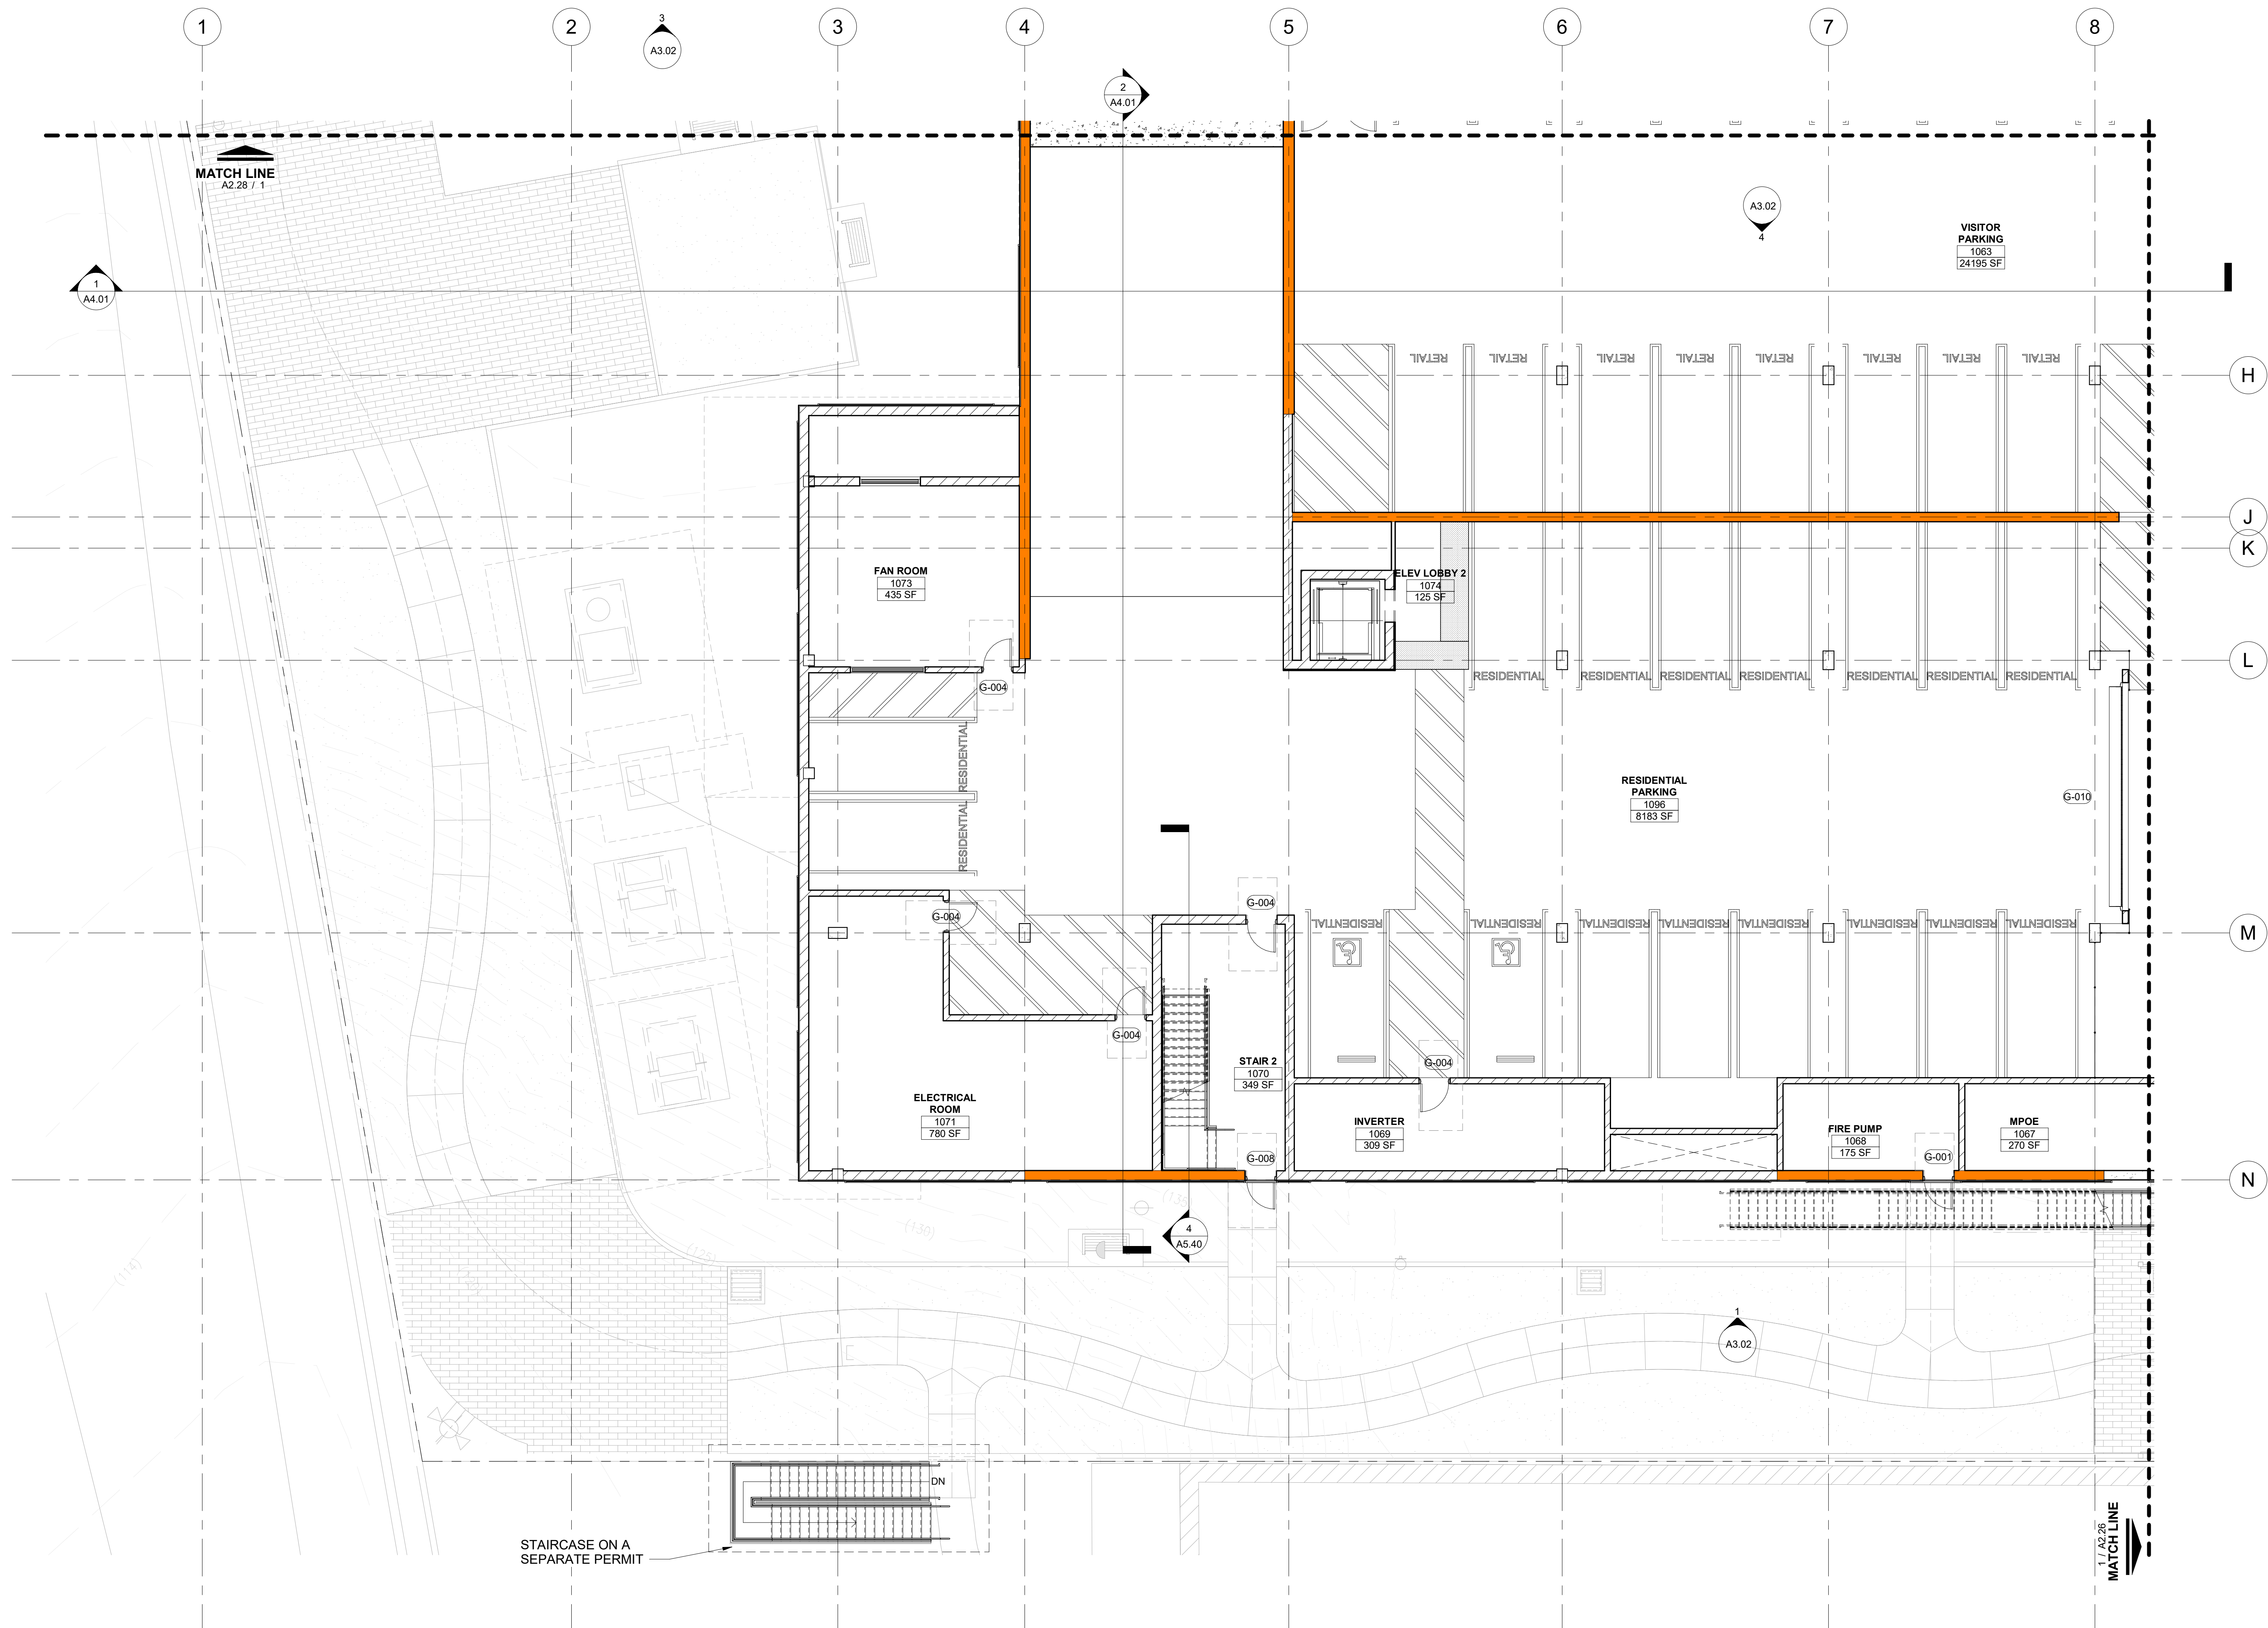 1
2
3
4
5
6
7
8
3
A3.02
2
A4.01
MATCH LINE
A2.28 / 1
A3.02
4
VISITOR
PARKING
1063
24195 SF
1
A4.01
RETAIL
RETAIL
RETAIL
RETAIL
RETAIL
RETAIL
RETAIL
RETAIL
H
J
K
FAN ROOM
1073
435 SF
ELEV LOBBY 2
1074
125 SF
L
RESIDENTIAL
RESIDENTIAL
RESIDENTIAL
RESIDENTIAL
RESIDENTIAL
RESIDENTIAL
RESIDENTIAL
G-004
RESIDENTIAL
RESIDENTIAL
RESIDENTIAL
PARKING
1096
8183 SF
G-010
G-004
G-004
RESIDENTIAL
RESIDENTIAL
RESIDENTIAL
RESIDENTIAL
RESIDENTIAL
RESIDENTIAL
RESIDENTIAL
RESIDENTIAL
M
G-004
G-004
STAIR 2
1070
349 SF
ELECTRICAL
ROOM
1071
780 SF
INVERTER
1069
309 SF
FIRE PUMP
1068
175 SF
MPOE
1067
270 SF
G-008
G-001
N
(130)
(125)
(114)
4
A5.40
1
A3.02
DN
STAIRCASE ON A
SEPARATE PERMIT
1 / A2.26
MATCH LINE